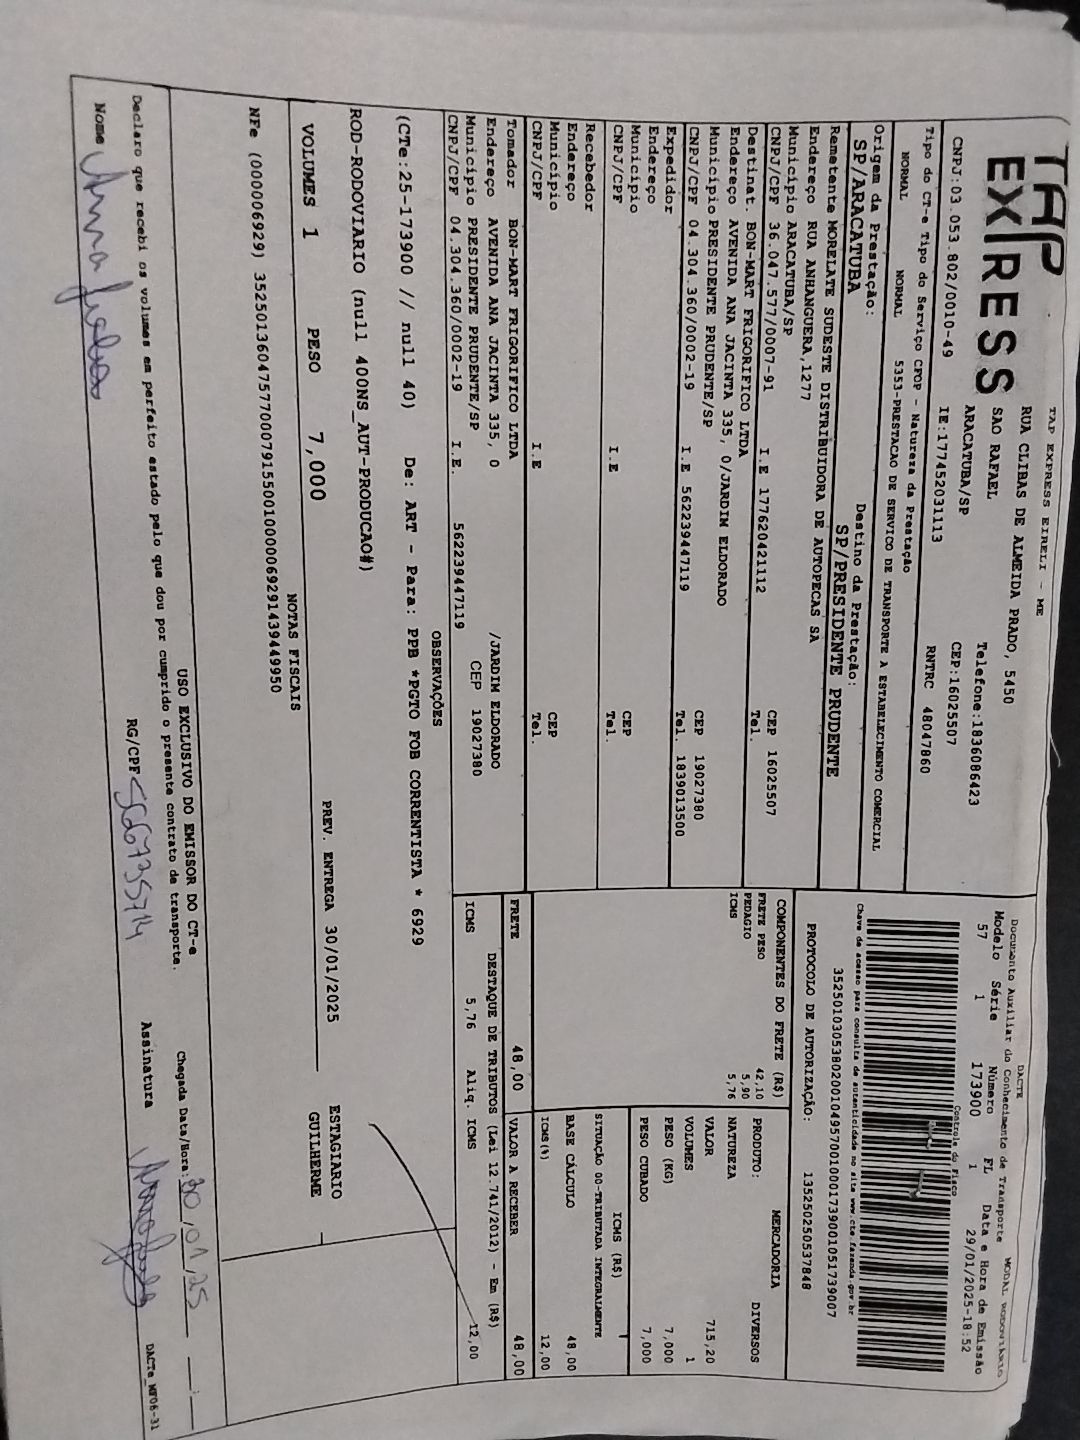 TAP EXPRESS
TAP EXPRESS EIRELI - ME
RUA CLIBAS DE ALMEIDA PRADO, 5450
SAO RAFAEL Telefone:1836086423
ARACATUBA/SP CEP:16025507
CNPJ:03.053.802/0010-49 IE:177452031113 RNTRC 48047860
Tipo do CT-e Tipo do Serviço CFOP - Natureza da Prestação
NORMAL NORMAL 5353-PRESTACAO DE SERVICO DE TRANSPORTE A ESTABELECIMENTO COMERCIAL
Origem da Prestação: Destino da Prestação:
SP/ARACATUBA SP/PRESIDENTE PRUDENTE
Remetente MORELATE SUDESTE DISTRIBUIDORA DE AUTOPECAS SA
Endereço RUA ANHANGUERA,1277
Município ARACATUBA/SP CEP 16025507
CNPJ/CPF 36.047.577/0007-91 I.E 177620421112 Tel.
Destinat. BON-MART FRIGORIFICO LTDA
Endereço AVENIDA ANA JACINTA 335, 0/JARDIM ELDORADO
Município PRESIDENTE PRUDENTE/SP CEP 19027380
CNPJ/CPF 04.304.360/0002-19 I.E 562239447119 Tel. 1839013500
Expedidor
Endereço
Município CEP
CNPJ/CPF I.E Tel.
Recebedor
Endereço
Município CEP
CNPJ/CPF I.E Tel.
Tomador BON-MART FRIGORIFICO LTDA
Endereço AVENIDA ANA JACINTA 335, 0 /JARDIM ELDORADO
Município PRESIDENTE PRUDENTE/SP CEP 19027380
CNPJ/CPF 04.304.360/0002-19 I.E. 562239447119
DACTE
Documento Auxiliar do Conhecimento de Transporte MODAL RODOVIÁRIO
Modelo Série Número FL Data e Hora de Emissão
57 1 173900 1 29/01/2025-18:52
Controle do Fisco
Chave de acesso para consulta de autenticidade no site www.cte.fazenda.gov.br
35250103053802001049570010001739001051739007
PROTOCOLO DE AUTORIZAÇÃO: 135250250537848
COMPONENTES DO FRETE (R$)
FRETE PESO 42,10
PEDAGIO 5,90
ICMS 5,76
MERCADORIA
PRODUTO: DIVERSOS
NATUREZA
VALOR 715,20
VOLUMES 1
PESO (KG) 7,000
PESO CUBADO 7,000
ICMS (R$)
SITUAÇÃO 00-TRIBUTADA INTEGRALMENTE
BASE CÁLCULO 48,00
ICMS(%) 12,00
FRETE 48,00 VALOR A RECEBER 48,00
DESTAQUE DE TRIBUTOS (Lei 12.741/2012) - Em (R$)
ICMS 5,76 Aliq. ICMS 12,00
OBSERVAÇÕES
(CTe:25-173900 // null 40) De: ART - Para: PPB *PGTO FOB CORRENTISTA * 6929
ROD-RODOVIARIO (null 400NS_AUT-PRODUCAO#)
VOLUMES 1 PESO 7,000 PREV. ENTREGA 30/01/2025 ESTAGIARIO
GUILHERME
NOTAS FISCAIS
NFe (000006929)
USO EXCLUSIVO DO EMISSOR DO CT-e
Chegada Data/Hora: 30/01/25 __:__
Declaro que recebi os volumes em perfeito estado pelo que dou por cumprido o presente contrato de transporte.
Nome RG/CPF Assinatura
DACTe_MF06-31